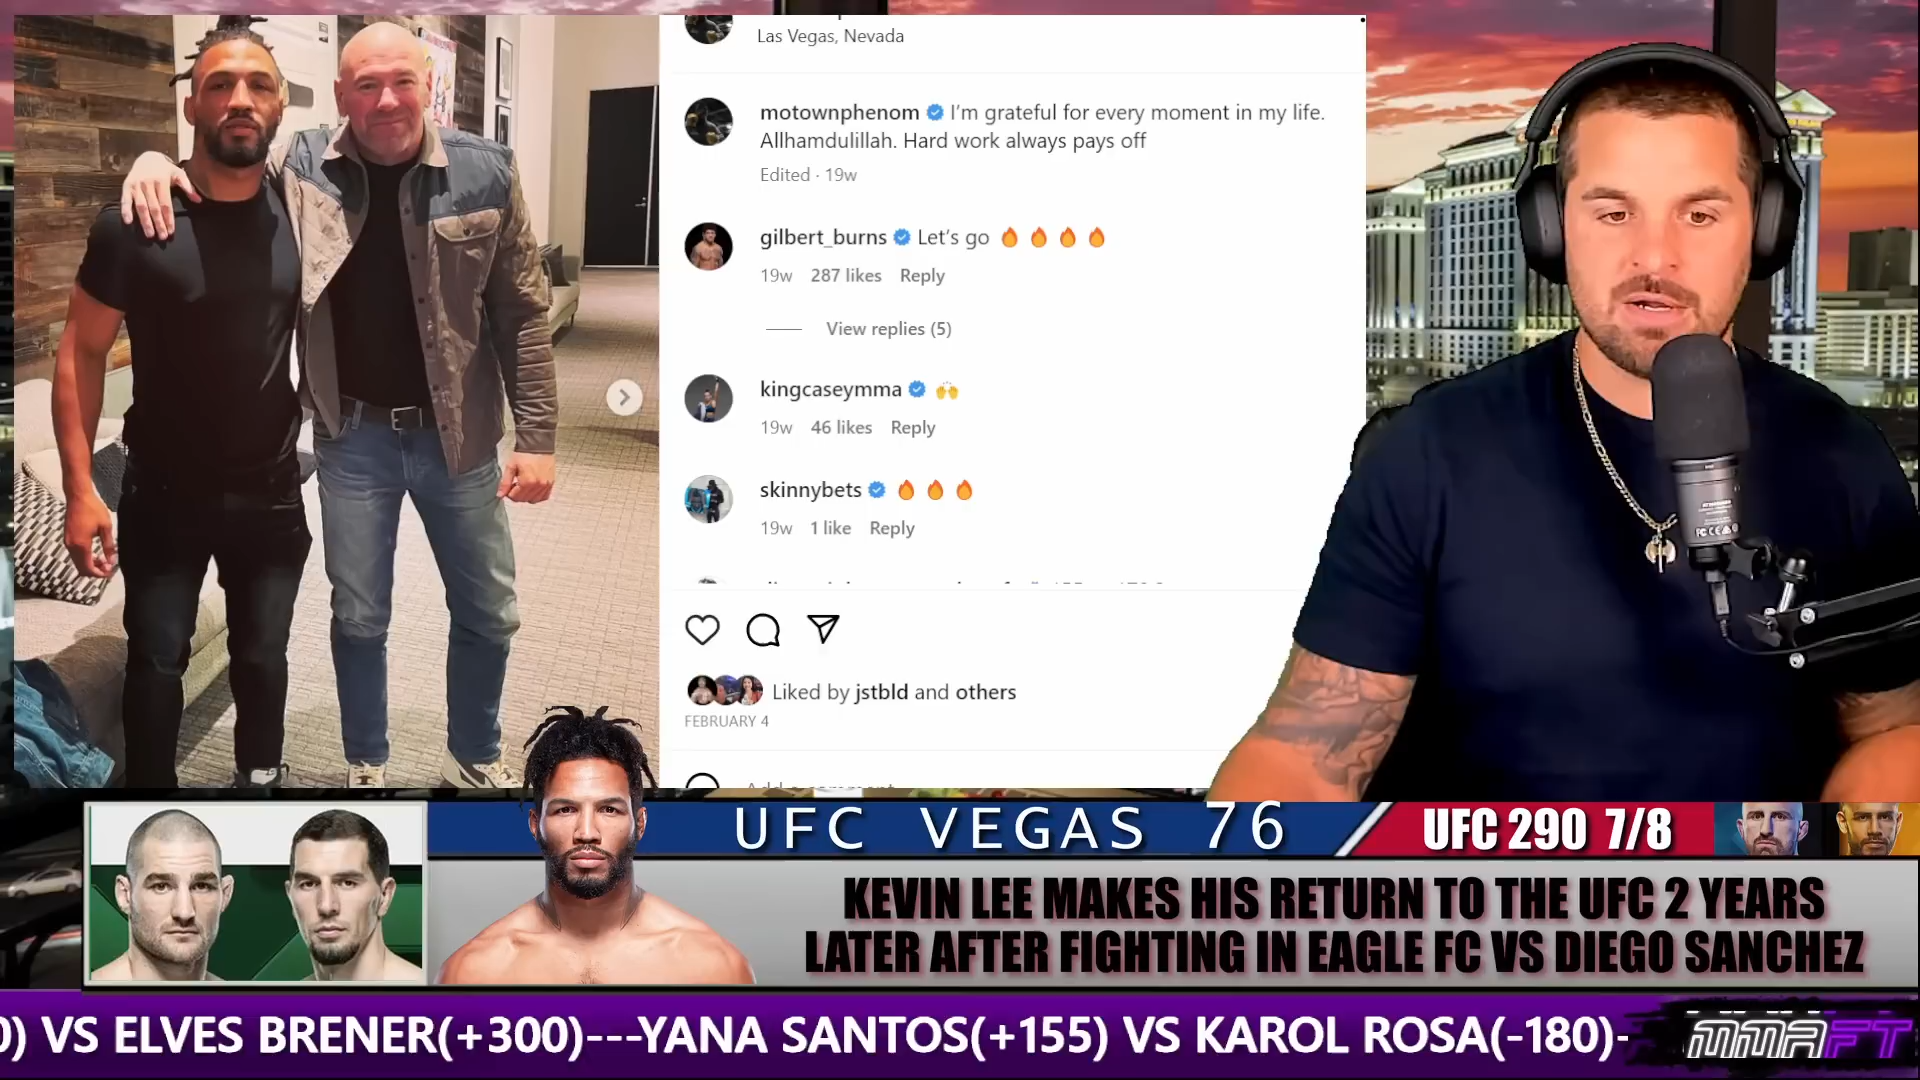 Las Vegas, Nevada
motownphenom I'm grateful for every moment in my life.
Allhamdulillah. Hard work always pays off
Edited · 19w
gilbert_burns Let's go 🔥 🔥 🔥 🔥
19w 287 likes Reply
View replies (5)
kingcaseymma 🙌
19w 46 likes Reply
skinnybets 🔥 🔥 🔥
19w 1 like Reply
Liked by jstbld and others
FEBRUARY 4
Add a comment
UFC VEGAS 76
UFC 290 7/8
KEVIN LEE MAKES HIS RETURN TO THE UFC 2 YEARS
LATER AFTER FIGHTING IN EAGLE FC VS DIEGO SANCHEZ
0) VS ELVES BRENER(+300)---YANA SANTOS(+155) VS KAROL ROSA(-180)-
MMAFT